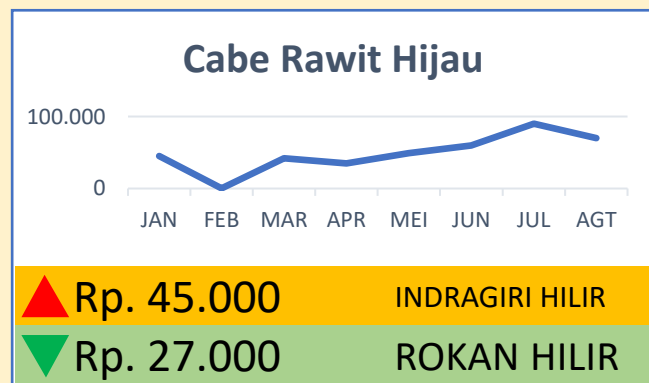 Cabe Rawit Hijau
100.000
0
JAN FEB MAR APR MEI JUN JUL AGT
Rp. 45.000 INDRAGIRI HILIR
Rp. 27.000 ROKAN HILIR